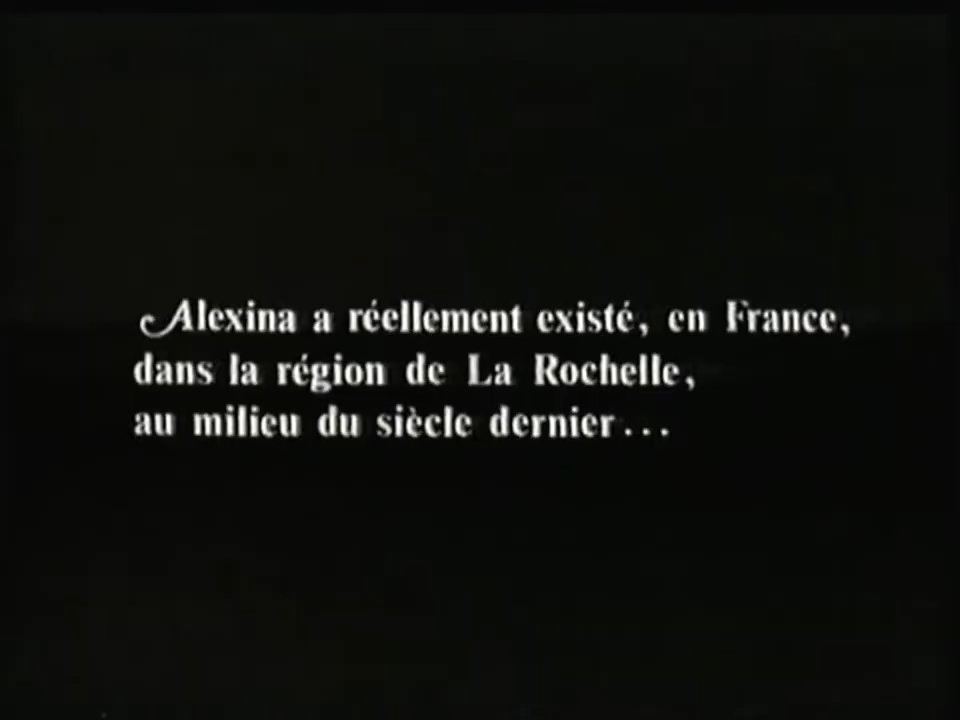 Alexina a réellement existé, en France,
dans la région de La Rochelle,
au milieu du siècle dernier...